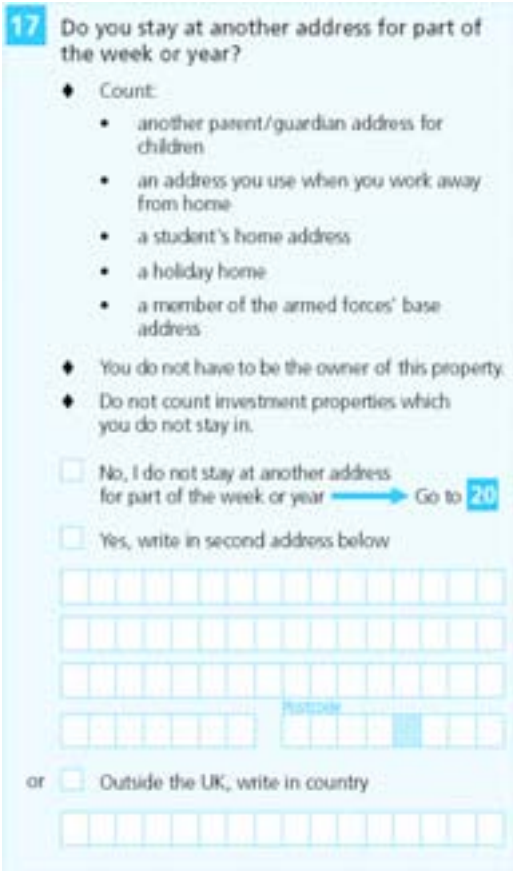 17 Do you stay at another address for part of
the week or year?
♦ Count:
• another parent/guardian address for
children
• an address you use when you work away
from home
• a student's home address
• a holiday home
• a member of the armed forces' base
address
♦ You do not have to be the owner of this property.
♦ Do not count investment properties which
you do not stay in.
No, I do not stay at another address
for part of the week or year → Go to 20
Yes, write in second address below
Postcode
or Outside the UK, write in country